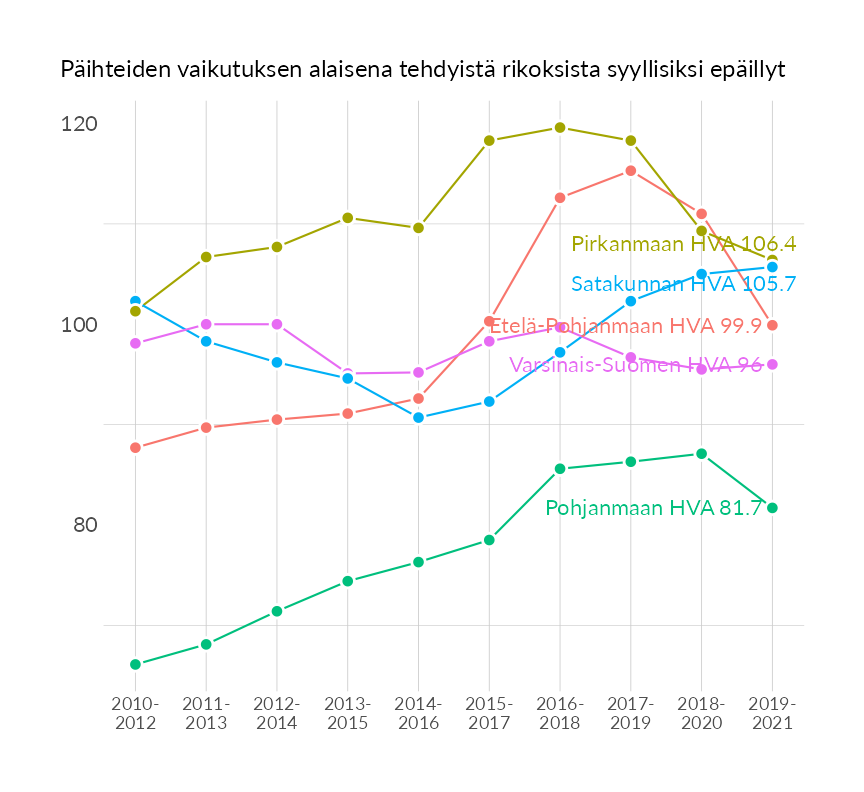 Päihteiden vaikutuksen alaisena tehdyistä rikoksista syyllisiksi epäillyt
120
100
80
Pirkanmaan HVA 106.4
Satakunnan HVA 105.7
Etelä-Pohjanmaan HVA 99.9
Varsinais-Suomen HVA 96
Pohjanmaan HVA 81.7
2010- 2011- 2012- 2013- 2014- 2015- 2016- 2017- 2018- 2019-
2012 2013 2014 2015 2016 2017 2018 2019 2020 2021